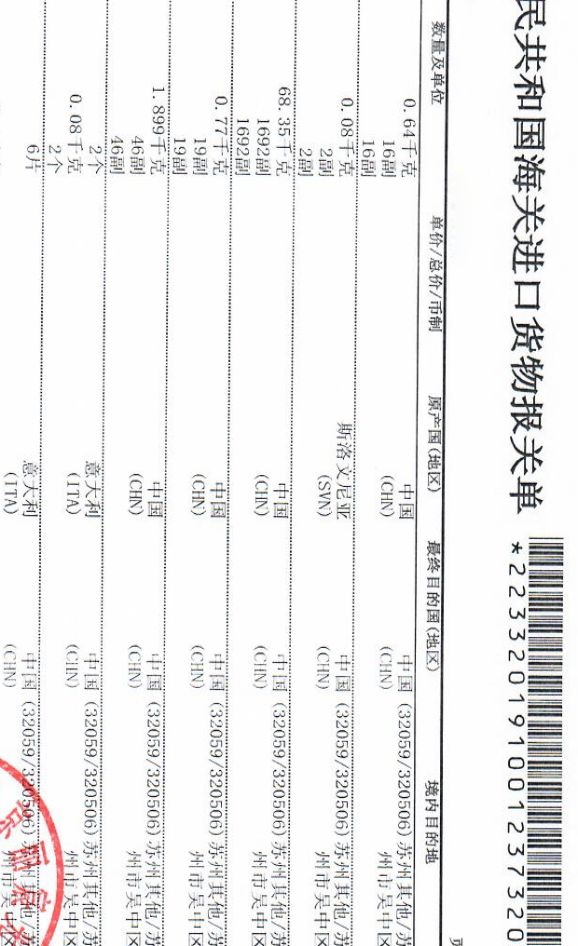 民共和国海关进口货物报关单
*223320191001237320
数量及单位 单价/总价/币制 原产国(地区) 最终目的国(地区) 境内目的地
0.64千克 中国 中国 (32059/320506) 苏州其他/苏
16副 (CHN) (CHN) 州市吴中区
16副
0.08千克 斯洛文尼亚 中国 (32059/320506) 苏州其他/苏
2副 (SVN) (CHN) 州市吴中区
2副
68.35千克 中国 中国 (32059/320506) 苏州其他/苏
1692副 (CHN) (CHN) 州市吴中区
1692副
0.77千克 中国 中国 (32059/320506) 苏州其他/苏
19副 (CHN) (CHN) 州市吴中区
19副
1.899千克 中国 中国 (32059/320506) 苏州其他/苏
46副 (CHN) (CHN) 州市吴中区
46副
2个 意大利 中国 (32059/320506) 苏州其他/苏
0.08千克 (ITA) (CHN) 州市吴中区
2个
6片 意大利 中国 (32059/320506) 苏州其他/苏
(ITA) (CHN) 州市吴中区